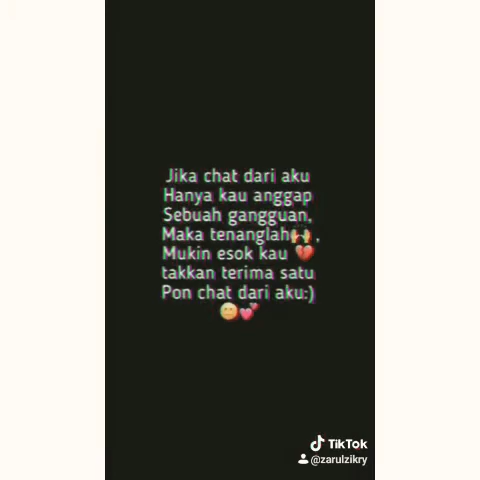 Jika chat dari aku
Hanya kau anggap
Sebuah gangguan,
Maka tenanglah🙌,
Mukin esok kau 💔
takkan terima satu
Pon chat dari aku:)
😊💕
TikTok
@zarulzikry